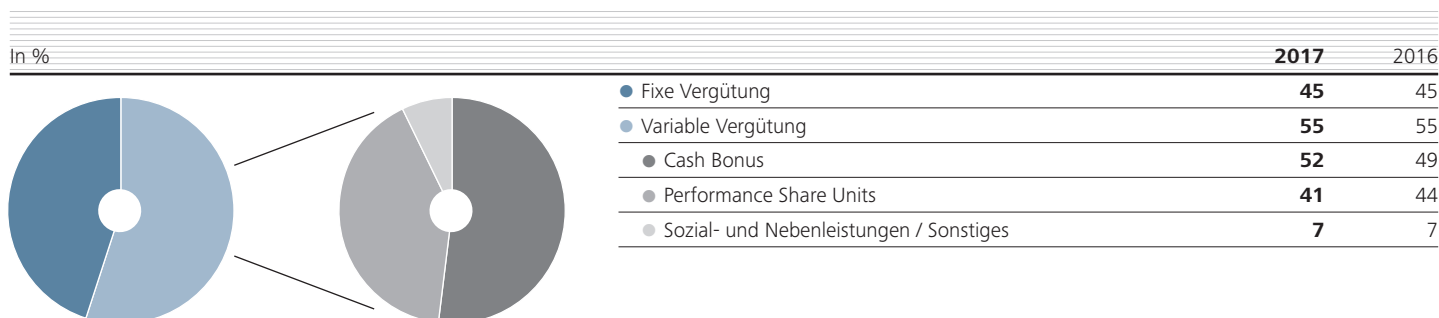 In % 2017 2016
Fixe Vergütung 45 45
Variable Vergütung 55 55
Cash Bonus 52 49
Performance Share Units 41 44
Sozial- und Nebenleistungen / Sonstiges 7 7